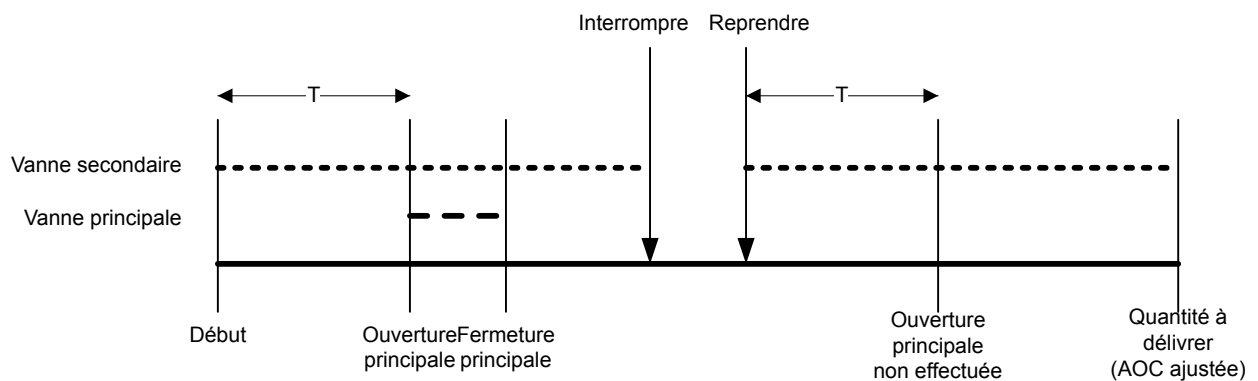 Interrompre
Reprendre
T
T
Vanne secondaire
Vanne principale
Début
Ouverture
principale
Fermeture
principale
Ouverture
principale
non effectuée
Quantité à
délivrer
(AOC ajustée)